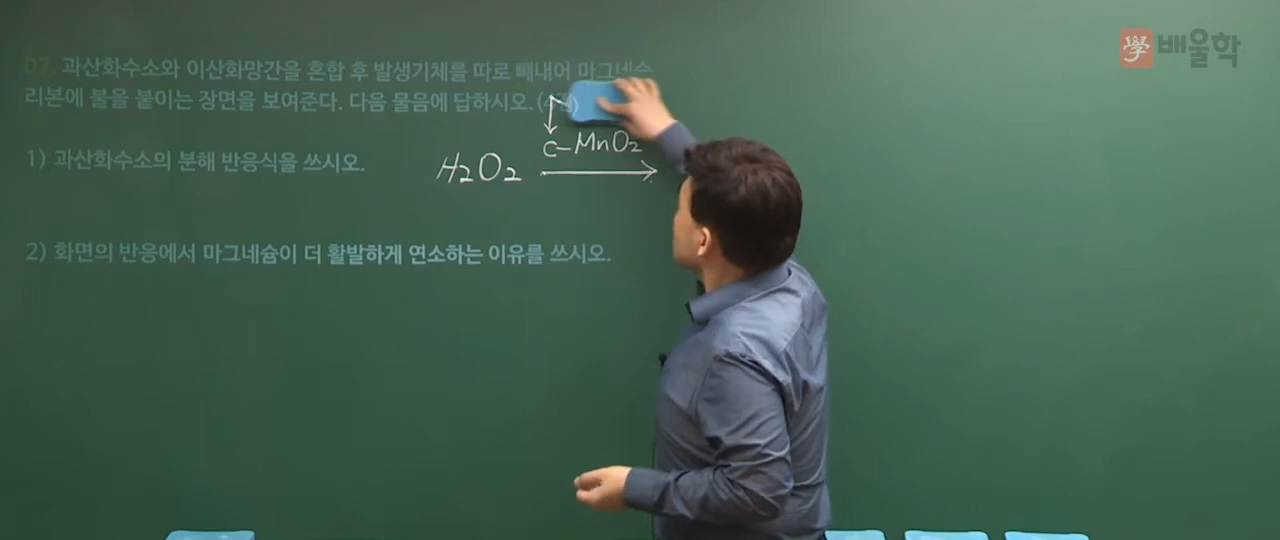 學 배울학
07. 과산화수소와 이산화망간을 혼합 후 발생기체를 따로 빼내어 마그네슘
리본에 불을 붙이는 장면을 보여준다. 다음 물음에 답하시오.
c-MnO₂
1) 과산화수소의 분해 반응식을 쓰시오. H₂O₂ →
2) 화면의 반응에서 마그네슘이 더 활발하게 연소하는 이유를 쓰시오.